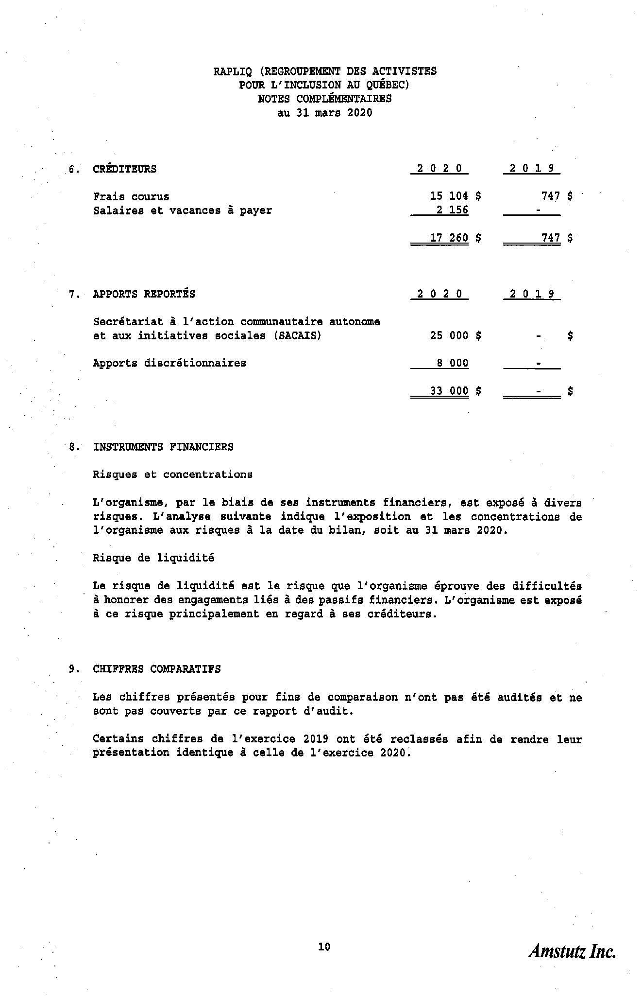 RAPLIQ (REGROUPEMENT DES ACTIVISTES
POUR L'INCLUSION AU QUÉBEC)
NOTES COMPLÉMENTAIRES
au 31 mars 2020
6. CRÉDITEURS 2 0 2 0 2 0 1 9
Frais courus 15 104 $ 747 $
Salaires et vacances à payer 2 156 -
17 260 $ 747 $
7. APPORTS REPORTÉS 2 0 2 0 2 0 1 9
Secrétariat à l'action communautaire autonome
et aux initiatives sociales (SACAIS) 25 000 $ - $
Apports discrétionnaires 8 000 -
33 000 $ - $
8. INSTRUMENTS FINANCIERS
Risques et concentrations
L'organisme, par le biais de ses instruments financiers, est exposé à divers
risques. L'analyse suivante indique l'exposition et les concentrations de
l'organisme aux risques à la date du bilan, soit au 31 mars 2020.
Risque de liquidité
Le risque de liquidité est le risque que l'organisme éprouve des difficultés
à honorer des engagements liés à des passifs financiers. L'organisme est exposé
à ce risque principalement en regard à ses créditeurs.
9. CHIFFRES COMPARATIFS
Les chiffres présentés pour fins de comparaison n'ont pas été audités et ne
sont pas couverts par ce rapport d'audit.
Certains chiffres de l'exercice 2019 ont été reclassés afin de rendre leur
présentation identique à celle de l'exercice 2020.
10
Amstutz Inc.